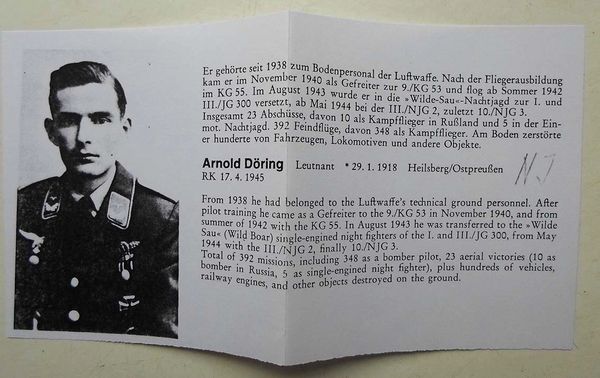 Er gehörte seit 1938 zum Bodenpersonal der Luftwaffe. Nach der Fliegerausbildung
kam er im November 1940 als Gefreiter zur 9./KG 53 und flog ab Sommer 1942
im KG 55. Im August 1943 wurde er in die »Wilde-Sau«-Nachtjagd zur I. und
III./JG 300 versetzt, ab Mai 1944 bei der III./NJG 2, zuletzt 10./NJG 3.
Insgesamt 23 Abschüsse, davon 10 als Kampfflieger in Rußland und 5 in der Ein-
mot. Nachtjagd. 392 Feindflüge, davon 348 als Kampfflieger. Am Boden zerstörte
er hunderte von Fahrzeugen, Lokomotiven und andere Objekte.
Arnold Döring Leutnant * 29. 1. 1918 Heilsberg/Ostpreußen
RK 17. 4. 1945
NJ
From 1938 he had belonged to the Luftwaffe's technical ground personnel. After
pilot training he came as a Gefreiter to the 9./KG 53 in November 1940, and from
summer of 1942 with the KG 55. In August 1943 he was transferred to the »Wilde
Sau« (Wild Boar) single-engined night fighters of the I. and III./JG 300, from May
1944 with the III./NJG 2, finally 10./NJG 3.
Total of 392 missions, including 348 as a bomber pilot, 23 aerial victories (10 as
bomber in Russia, 5 as single-engined night fighter), plus hundreds of vehicles,
railway engines, and other objects destroyed on the ground.